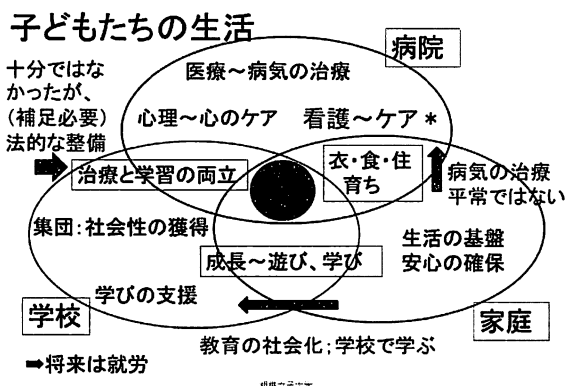 子どもたちの生活
病院
十分ではな
かったが、
（補足必要）
法的な整備
医療～病気の治療
心理～心のケア
看護～ケア＊
治療と学習の両立
衣・食・住
育ち
病気の治療
平常ではない
集団：社会性の獲得
成長～遊び、学び
生活の基盤
安心の確保
学びの支援
学校
家庭
教育の社会化；学校で学ぶ
➡将来は就労